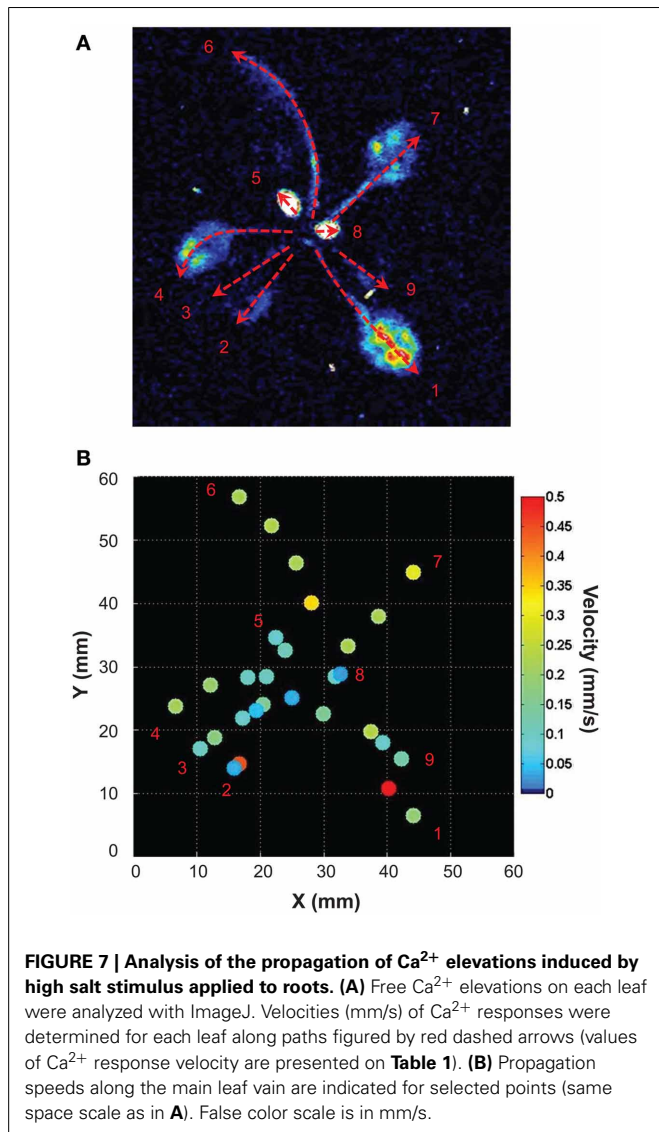 A
6
7
5
8
4
3
9
2
1
B
60
50
40
30
20
10
0
6
7
5
8
4
3
9
2
1
0 10 20 30 40 50 60
X (mm)
Y (mm)
0.5
0.45
0.4
0.35
0.3
0.25
0.2
0.15
0.1
0.05
0
Velocity (mm/s)
FIGURE 7 | Analysis of the propagation of Ca2+ elevations induced by
high salt stimulus applied to roots. (A) Free Ca2+ elevations on each leaf
were analyzed with ImageJ. Velocities (mm/s) of Ca2+ responses were
determined for each leaf along paths figured by red dashed arrows (values
of Ca2+ response velocity are presented on Table 1). (B) Propagation
speeds along the main leaf vain are indicated for selected points (same
space scale as in A). False color scale is in mm/s.